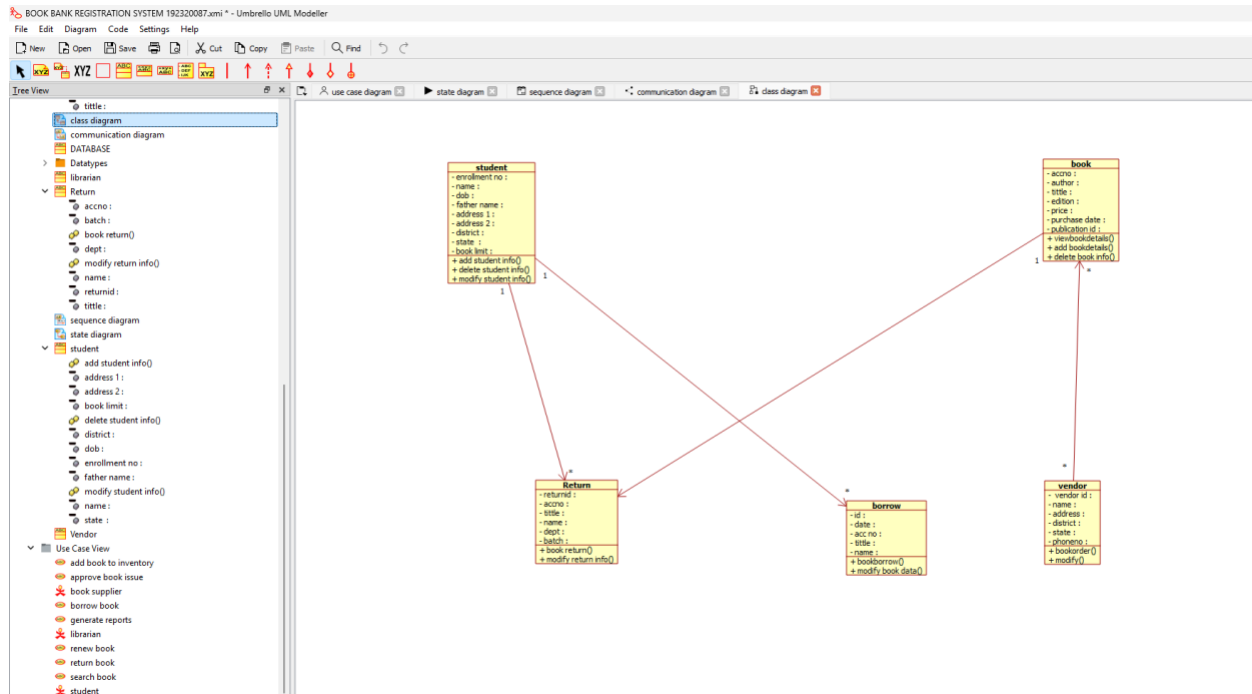 BOOK BANK REGISTRATION SYSTEM 192320087.xmi * - Umbrello UML Modeller
File Edit Diagram Code Settings Help
New Open Save Cut Copy Paste Find
XYZ XYZ ABC XYZ
Tree View
use case diagram state diagram sequence diagram communication diagram class diagram
tittle :
class diagram
communication diagram
DATABASE
Datatypes
librarian
Return
accno :
batch :
book return()
dept :
modify return info()
name :
returnid :
tittle :
sequence diagram
state diagram
student
add student info()
address 1 :
address 2 :
book limit :
delete student info()
district :
dob :
enrollment no :
father name :
modify student info()
name :
state :
Vendor
Use Case View
add book to inventory
approve book issue
book supplier
borrow book
generate reports
librarian
renew book
return book
search book
student
student
- enrollment no :
- name :
- dob :
- father name :
- address 1 :
- address 2 :
- district :
- state :
- book limit :
+ add student info()
+ delete student info()
+ modify student info()
1
1
book
- accno :
- author :
- tittle :
- edition :
- price :
- purchase date :
- publication id :
+ viewbookdetails()
+ add bookdetails()
+ delete book info()
1
*
*
Return
- returnid :
- accno :
- tittle :
- name :
- dept :
- batch :
+ book return()
+ modify return info()
*
borrow
- id :
- date :
- acc no :
- tittle :
- name :
+ bookborrow()
+ modify book data()
*
vendor
- vendor id :
- name :
- address :
- district :
- state :
- phoneno :
+ bookorder()
+ modify()